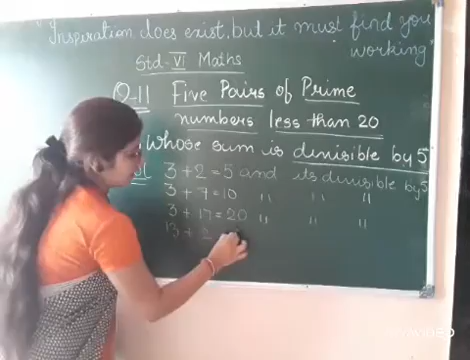 "Inspiration does exist, but it must find you
working"
Std-VI Maths
Q-11 Five Pairs of Prime
numbers less than 20
whose sum is divisible by 5
3+2=5 and its divisible by 5
3+7=10 " " "
3+17=20 " " "
13+2